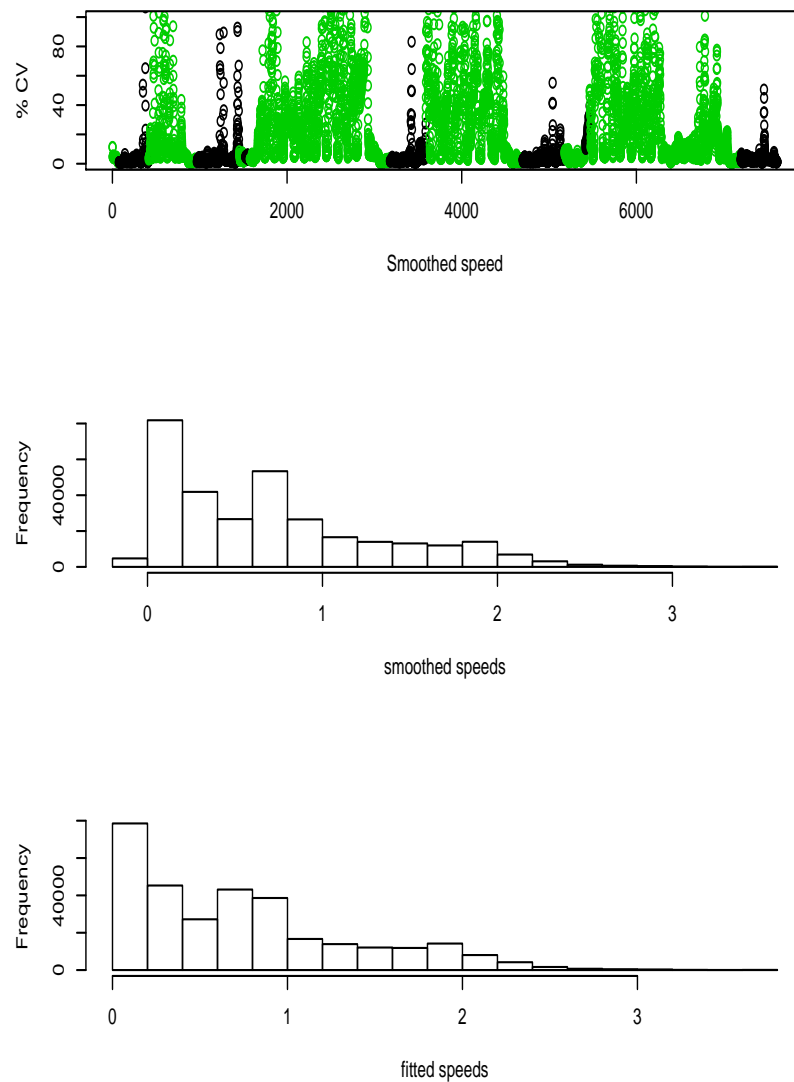 % CV
0 40 80
0 2000 4000 6000
Smoothed speed
Frequency
0 40000
0 1 2 3
smoothed speeds
Frequency
0 40000
0 1 2 3
fitted speeds